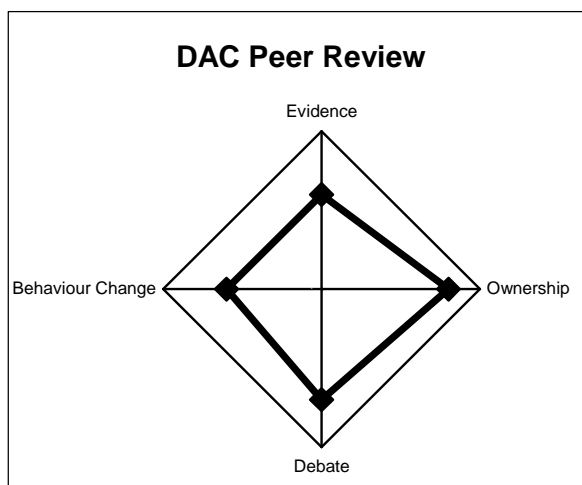 DAC Peer Review
Evidence
Behaviour Change
Ownership
Debate